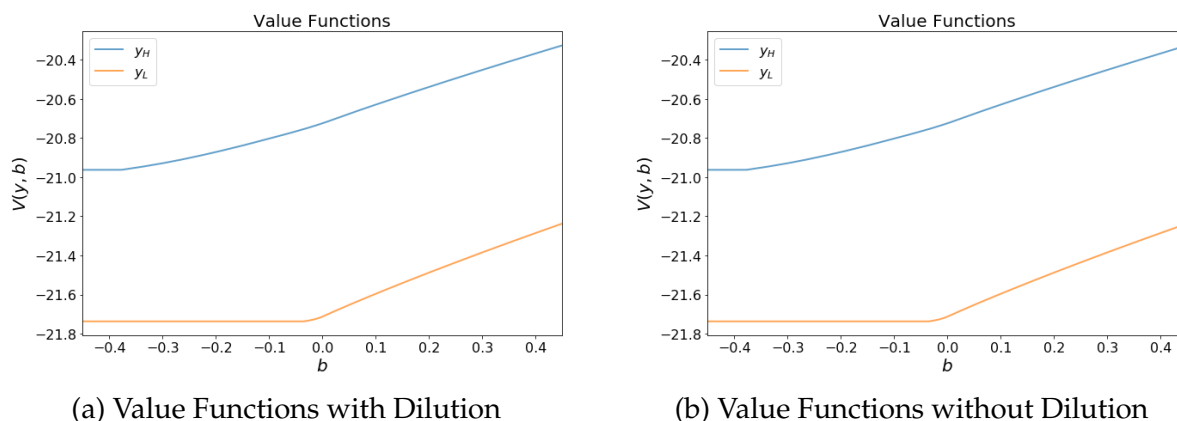 Value Functions
y_H
y_L
−20.4
−20.6
−20.8
−21.0
−21.2
−21.4
−21.6
−21.8
V(y, b)
−0.4 −0.3 −0.2 −0.1 0.0 0.1 0.2 0.3 0.4
b
(a) Value Functions with Dilution
Value Functions
y_H
y_L
−20.4
−20.6
−20.8
−21.0
−21.2
−21.4
−21.6
−21.8
V(y, b)
−0.4 −0.3 −0.2 −0.1 0.0 0.1 0.2 0.3 0.4
b
(b) Value Functions without Dilution